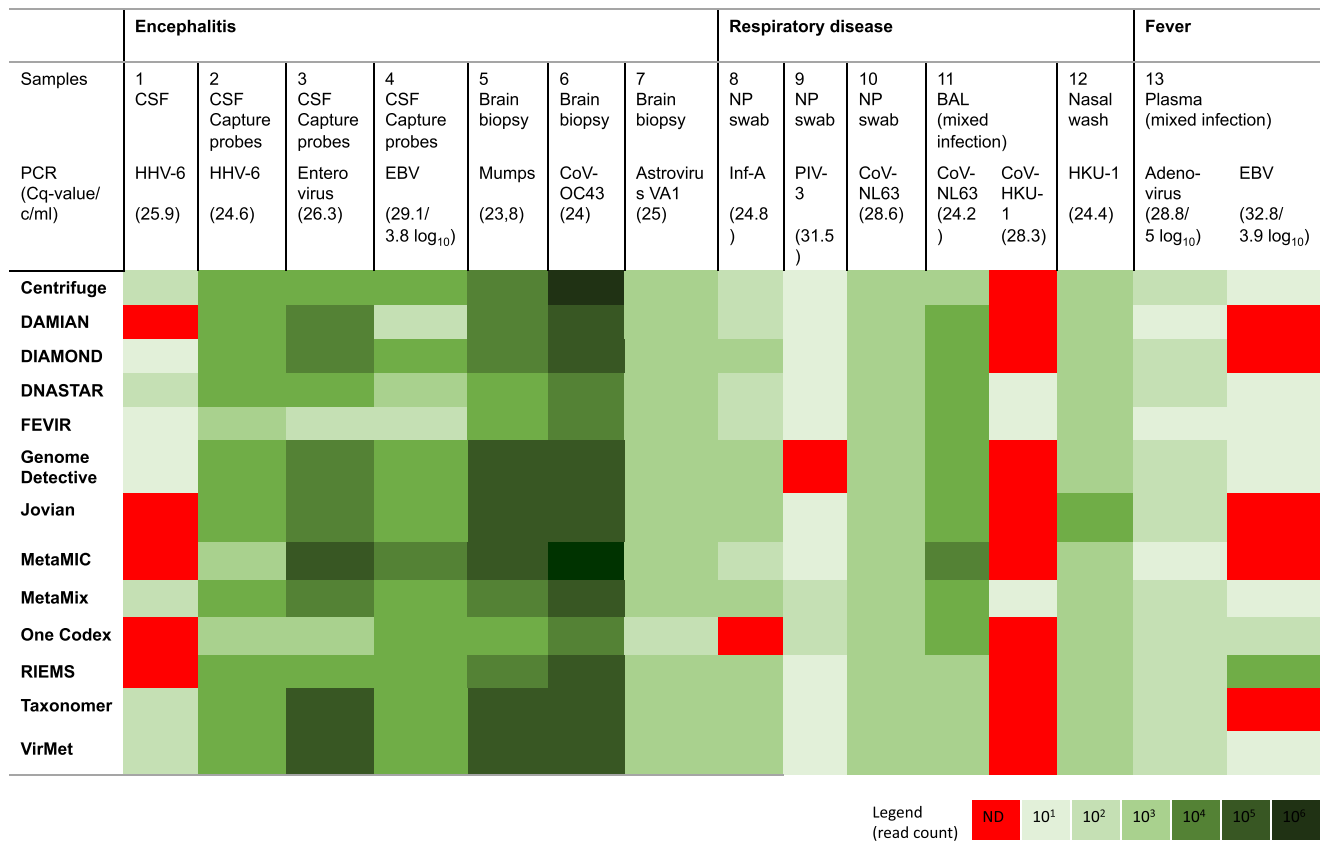 Encephalitis Respiratory disease Fever
Samples 1 2 3 4 5 6 7 8 9 10 11 12 13
CSF CSF CSF CSF Brain Brain Brain NP NP NP BAL Nasal Plasma
Capture Capture Capture biopsy biopsy biopsy swab swab swab (mixed wash (mixed infection)
probes probes probes infection)
PCR HHV-6 HHV-6 Entero EBV Mumps CoV- Astroviru Inf-A PIV- CoV- CoV- CoV- HKU-1 Adeno- EBV
(Cq-value/ virus OC43 s VA1 3 NL63 NL63 HKU- virus
c/ml) (25.9) (24.6) (26.3) (29.1/ (23,8) (24) (25) (24.8 (28.6) (24.2 1 (24.4) (28.8/ (32.8/
3.8 log₁₀) ) (31.5 ) (28.3) 5 log₁₀) 3.9 log₁₀)
)
Centrifuge
DAMIAN
DIAMOND
DNASTAR
FEVIR
Genome
Detective
Jovian
MetaMIC
MetaMix
One Codex
RIEMS
Taxonomer
VirMet
Legend ND 10¹ 10² 10³ 10⁴ 10⁵ 10⁶
(read count)